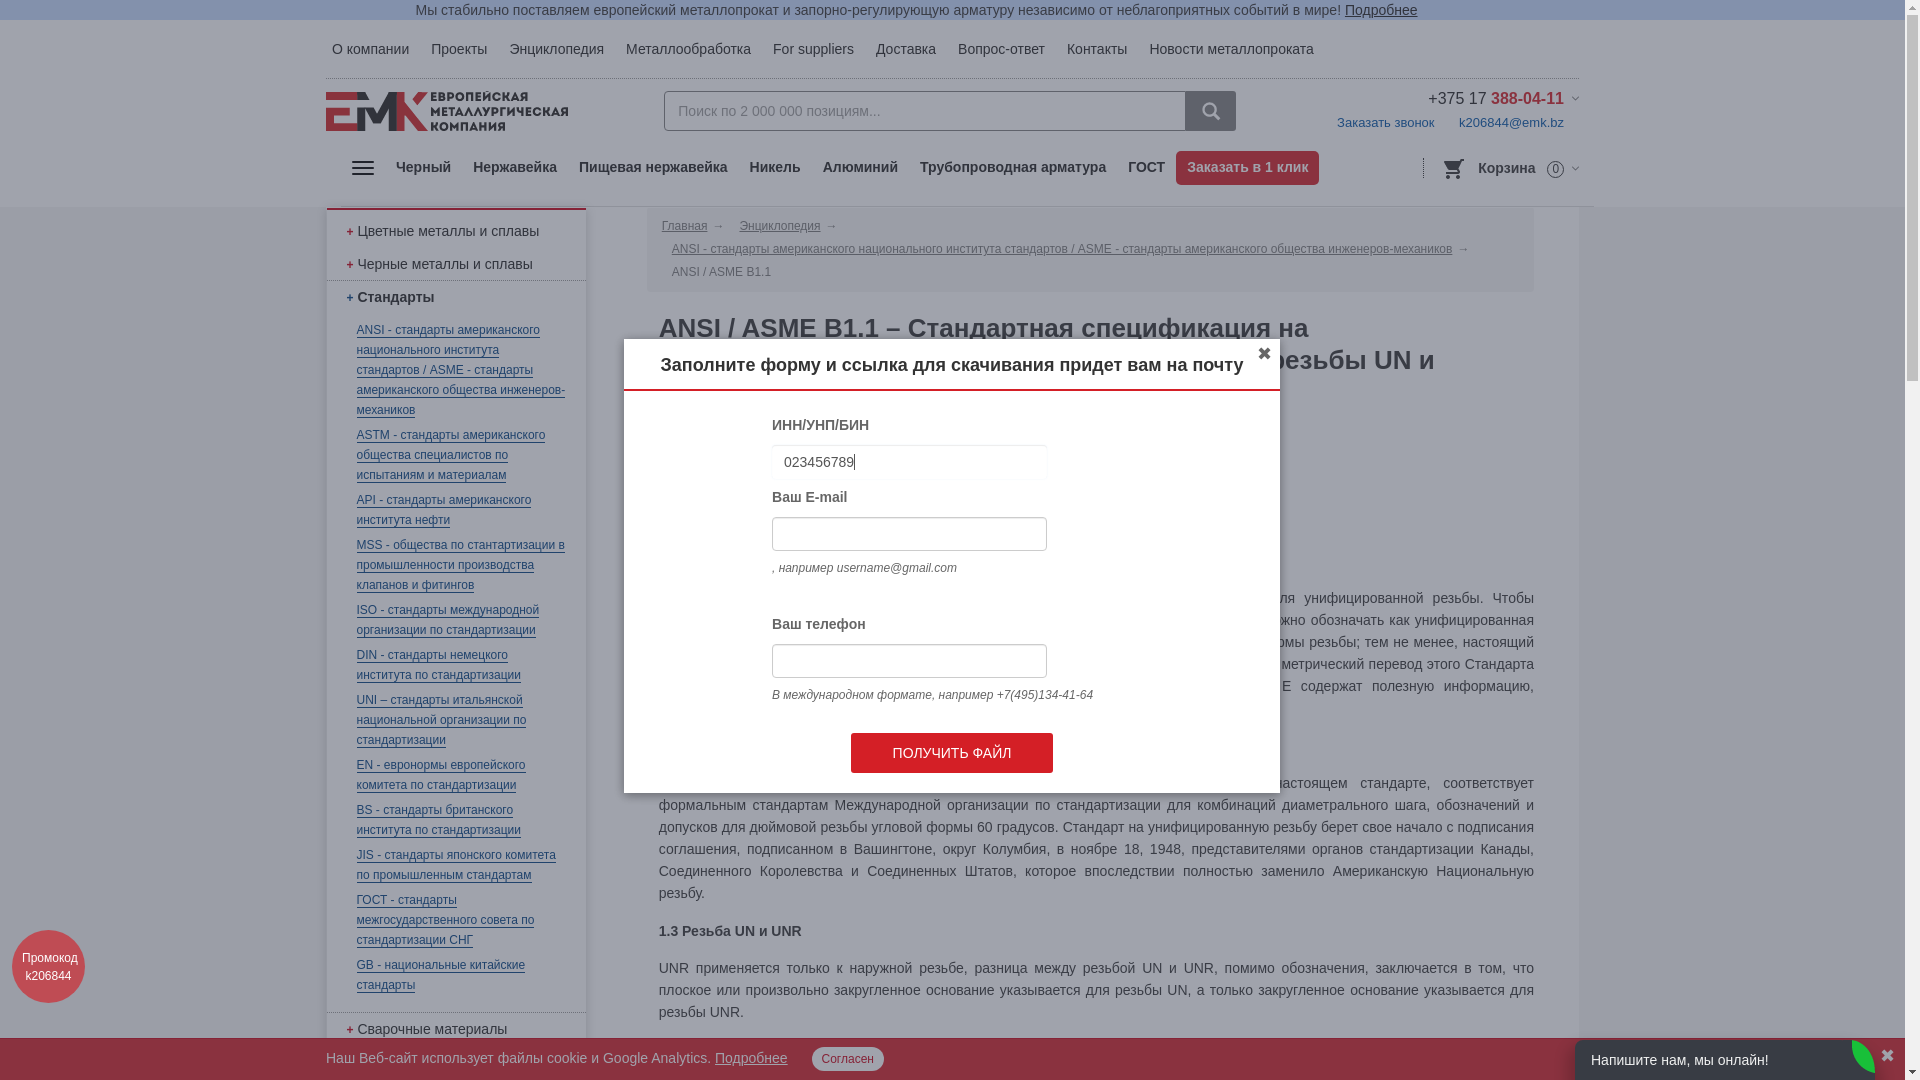 Мы стабильно поставляем европейский металлопрокат и запорно-регулирующую арматуру независимо от неблагоприятных событий в мире! Подробнее
О компании Проекты Энциклопедия Металлообработка For suppliers Доставка Вопрос-ответ Контакты Новости металлопроката
ЕМК ЕВРОПЕЙСКАЯ
МЕТАЛЛУРГИЧЕСКАЯ
КОМПАНИЯ
Поиск по 2 000 000 позициям...
+375 17 388-04-11
Заказать звонок k206844@emk.bz
Черный Нержавейка Пищевая нержавейка Никель Алюминий Трубопроводная арматура ГОСТ Заказать в 1 клик
Корзина 0
+ Цветные металлы и сплавы
+ Черные металлы и сплавы
+ Стандарты
ANSI - стандарты американского
национального института
стандартов / ASME - стандарты
американского общества инженеров-
механиков
ASTM - стандарты американского
общества специалистов по
испытаниям и материалам
API - стандарты американского
института нефти
MSS - общества по стантартизации в
промышленности производства
клапанов и фитингов
ISO - стандарты международной
организации по стандартизации
DIN - стандарты немецкого
института по стандартизации
UNI – стандарты итальянской
национальной организации по
стандартизации
EN - евронормы европейского
комитета по стандартизации
BS - стандарты британского
института по стандартизации
JIS - стандарты японского комитета
по промышленным стандартам
ГОСТ - стандарты
межгосударственного совета по
стандартизации СНГ
GB - национальные китайские
стандарты
+ Сварочные материалы
Главная →  Энциклопедия →
ANSI - стандарты американского национального института стандартов / ASME - стандарты американского общества инженеров-механиков →
ANSI / ASME B1.1
ANSI / ASME B1.1 – Стандартная спецификация на
резьбы UN и
Заполните форму и ссылка для скачивания придет вам на почту
✖
ИНН/УНП/БИН
023456789
Ваш E-mail
, например username@gmail.com
Ваш телефон
В международном формате, например +7(495)134-41-64
ПОЛУЧИТЬ ФАЙЛ
унифицированной резьбы. Чтобы
обозначать как унифицированная
резьбы; тем не менее, настоящий
метрический перевод этого Стандарта
E содержат полезную информацию,
стандарте, соответствует
формальным стандартам Международной организации по стандартизации для комбинаций диаметрального шага, обозначений и
допусков для дюймовой резьбы угловой формы 60 градусов. Стандарт на унифицированную резьбу берет свое начало с подписания
соглашения, подписанном в Вашингтоне, округ Колумбия, в ноябре 18, 1948, представителями органов стандартизации Канады,
Соединенного Королевства и Соединенных Штатов, которое впоследствии полностью заменило Американскую Национальную
резьбу.
1.3 Резьба UN и UNR
UNR применяется только к наружной резьбе, разница между резьбой UN и UNR, помимо обозначения, заключается в том, что
плоское или произвольно закругленное основание указывается для резьбы UN, а только закругленное основание указывается для
резьбы UNR.
Промокод
k206844
Наш Веб-сайт использует файлы cookie и Google Analytics. Подробнее Согласен
Напишите нам, мы онлайн!
✖